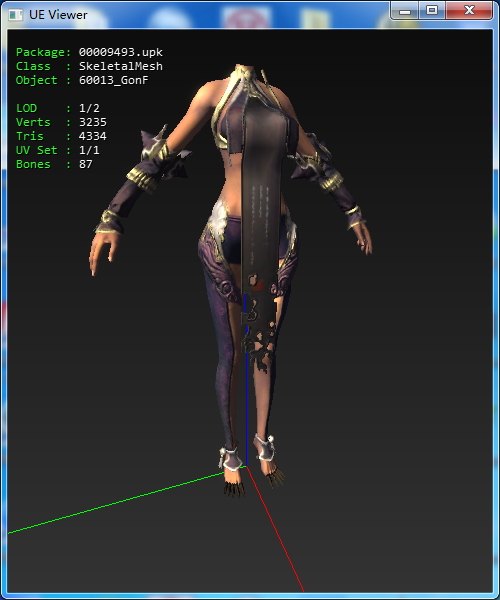 UE Viewer
Package: 00009493.upk
Class : SkeletalMesh
Object : 60013_GonF
LOD : 1/2
Verts : 3235
Tris : 4334
UV Set : 1/1
Bones : 87